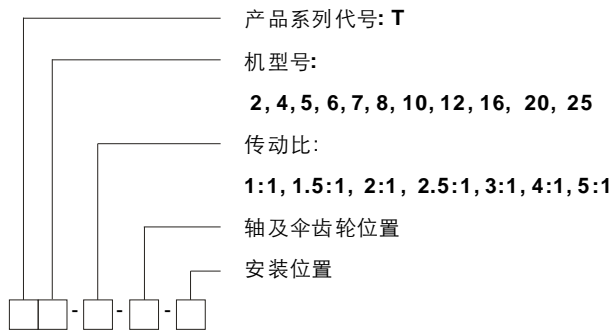 产品系列代号: T
机型号:
2, 4, 5, 6, 7, 8, 10, 12, 16, 20, 25
传动比:
1:1, 1.5:1, 2:1, 2.5:1, 3:1, 4:1, 5:1
轴及伞齿轮位置
安装位置
- - -